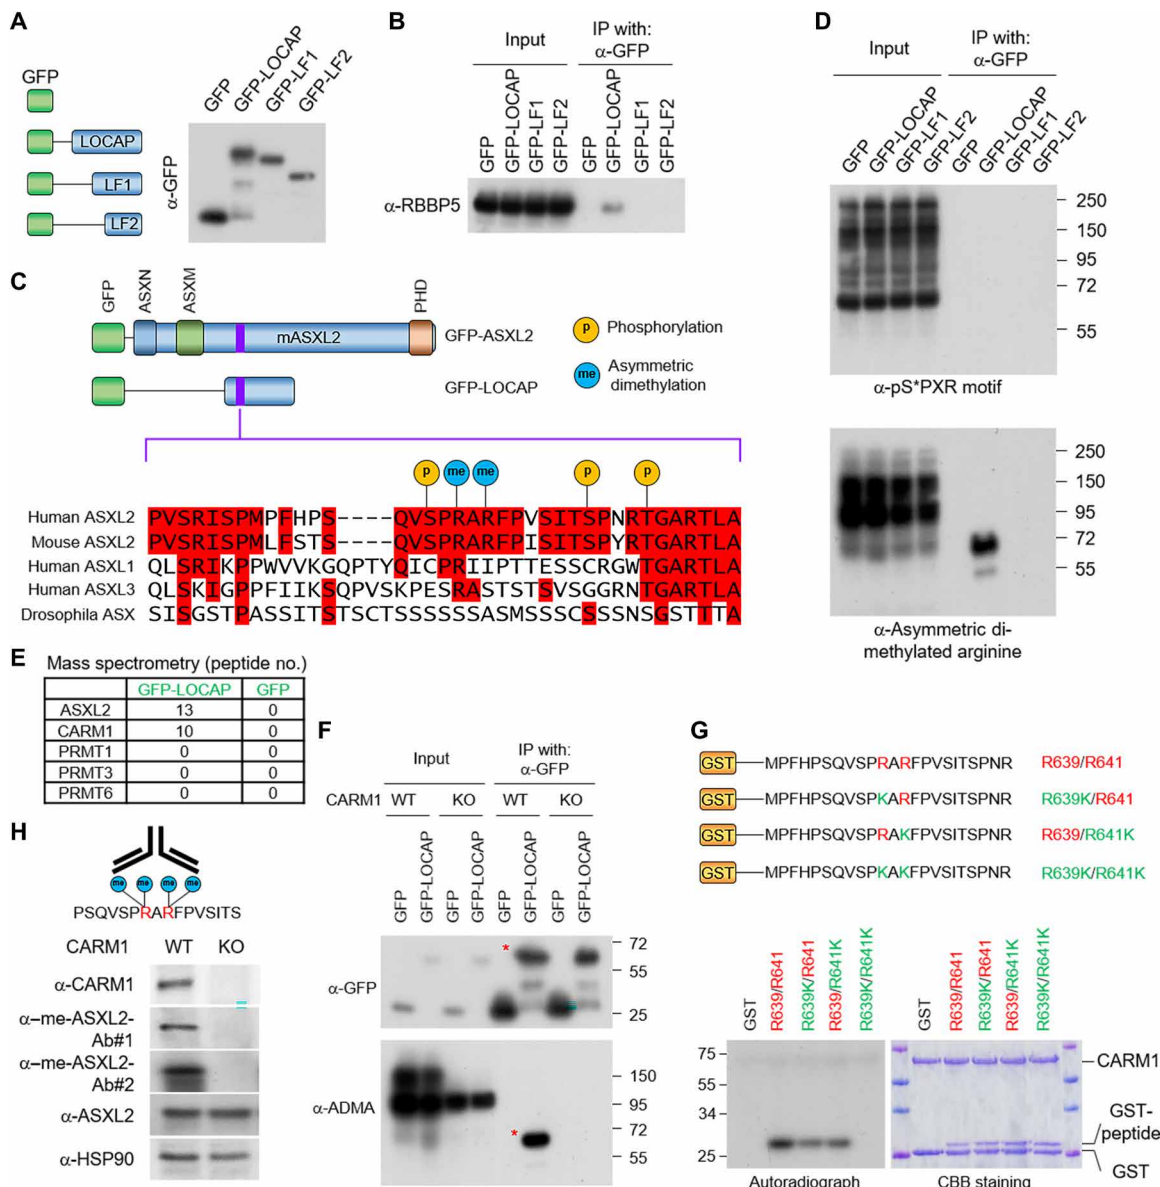 A
GFP
LOCAP
LF1
LF2
GFP
GFP-LOCAP
GFP-LF1
GFP-LF2
α-GFP
B
Input
IP with:
α-GFP
GFP
GFP-LOCAP
GFP-LF1
GFP-LF2
GFP
GFP-LOCAP
GFP-LF1
GFP-LF2
α-RBBP5
D
Input
IP with:
α-GFP
GFP
GFP-LOCAP
GFP-LF1
GFP-LF2
GFP
GFP-LOCAP
GFP-LF1
GFP-LF2
250
150
95
72
55
α-pS*PXR motif
250
150
95
72
55
α-Asymmetric di-
methylated arginine
C
GFP
ASXN
ASXM
PHD
mASXL2
GFP-ASXL2
GFP-LOCAP
p Phosphorylation
me Asymmetric
dimethylation
p me me p p
Human ASXL2 PVSRISPMPFHPS----QVSPRARFPVSITSPNRTGARTLA
Mouse ASXL2 PVSRISPMLFSTS----QVSPRARFPISITSPYRTGARTLA
Human ASXL1 QLSRIKPPWVVKGQPTYQICPRIIPTTESSCRGWTGARTLA
Human ASXL3 QLSKIGPPFIIKSQPVSKPESRASTSTSVSGGRNTGARTLA
Drosophila ASX SISGSTPASSITSTSCTSSSSSSASMSSSCSSSNSGSTTTA
E
Mass spectrometry (peptide no.)
GFP-LOCAP GFP
ASXL2 13 0
CARM1 10 0
PRMT1 0 0
PRMT3 0 0
PRMT6 0 0
F
Input
IP with:
α-GFP
CARM1 WT KO WT KO
GFP
GFP-LOCAP
GFP
GFP-LOCAP
GFP
GFP-LOCAP
GFP
GFP-LOCAP
α-GFP
*
72
55
25
α-ADMA
*
150
95
72
55
G
GST MPFHPSQVSPRARFPVSITSPNR R639/R641
GST MPFHPSQVSPKARFPVSITSPNR R639K/R641
GST MPFHPSQVSPRAKFPVSITSPNR R639/R641K
GST MPFHPSQVSPKAKFPVSITSPNR R639K/R641K
GST
R639/R641
R639K/R641
R639/R641K
R639K/R641K
GST
R639/R641
R639K/R641
R639/R641K
R639K/R641K
75
55
34
25
CARM1
GST-
peptide
GST
Autoradiograph
CBB staining
H
me me me me
PSQVSPRARFPVSITS
CARM1 WT KO
α-CARM1
α–me-ASXL2-
Ab#1
α–me-ASXL2-
Ab#2
α-ASXL2
α-HSP90